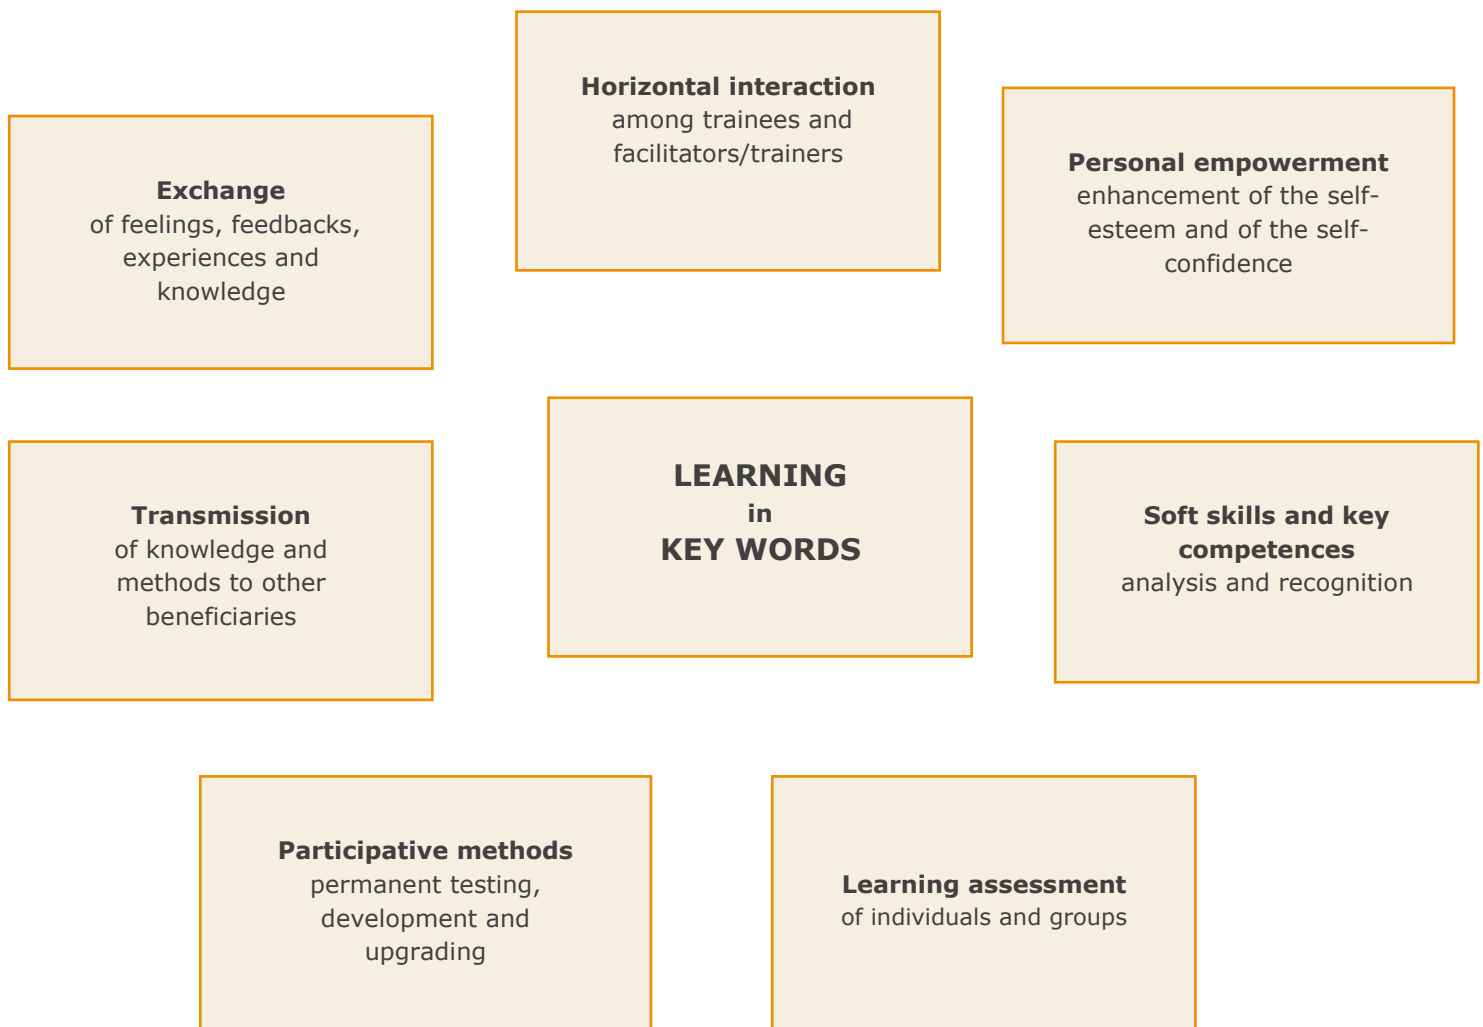 Horizontal interaction
among trainees and
facilitators/trainers
Personal empowerment
enhancement of the self-
esteem and of the self-
confidence
Exchange
of feelings, feedbacks,
experiences and
knowledge
LEARNING
in
KEY WORDS
Transmission
of knowledge and
methods to other
beneficiaries
Soft skills and key
competences
analysis and recognition
Participative methods
permanent testing,
development and
upgrading
Learning assessment
of individuals and groups